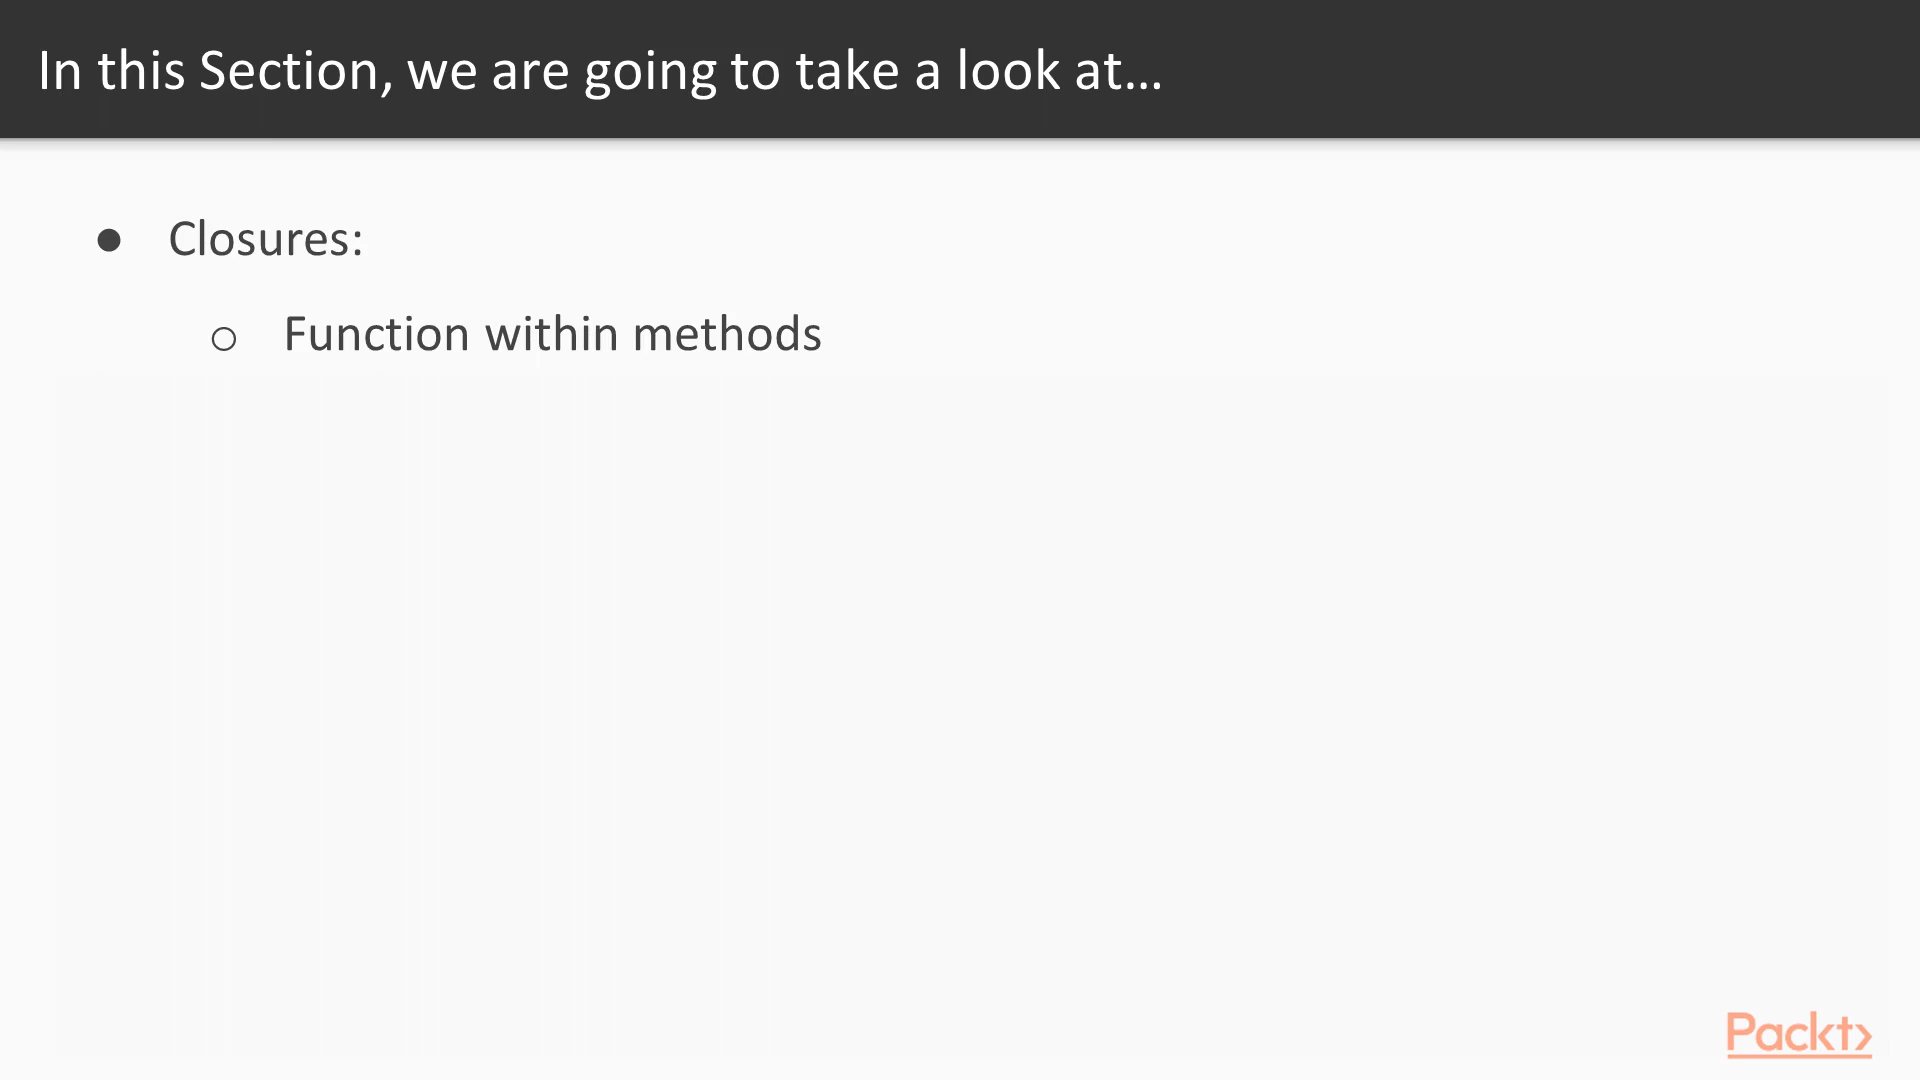 In this Section, we are going to take a look at...
● Closures:
○ Function within methods
Packt>